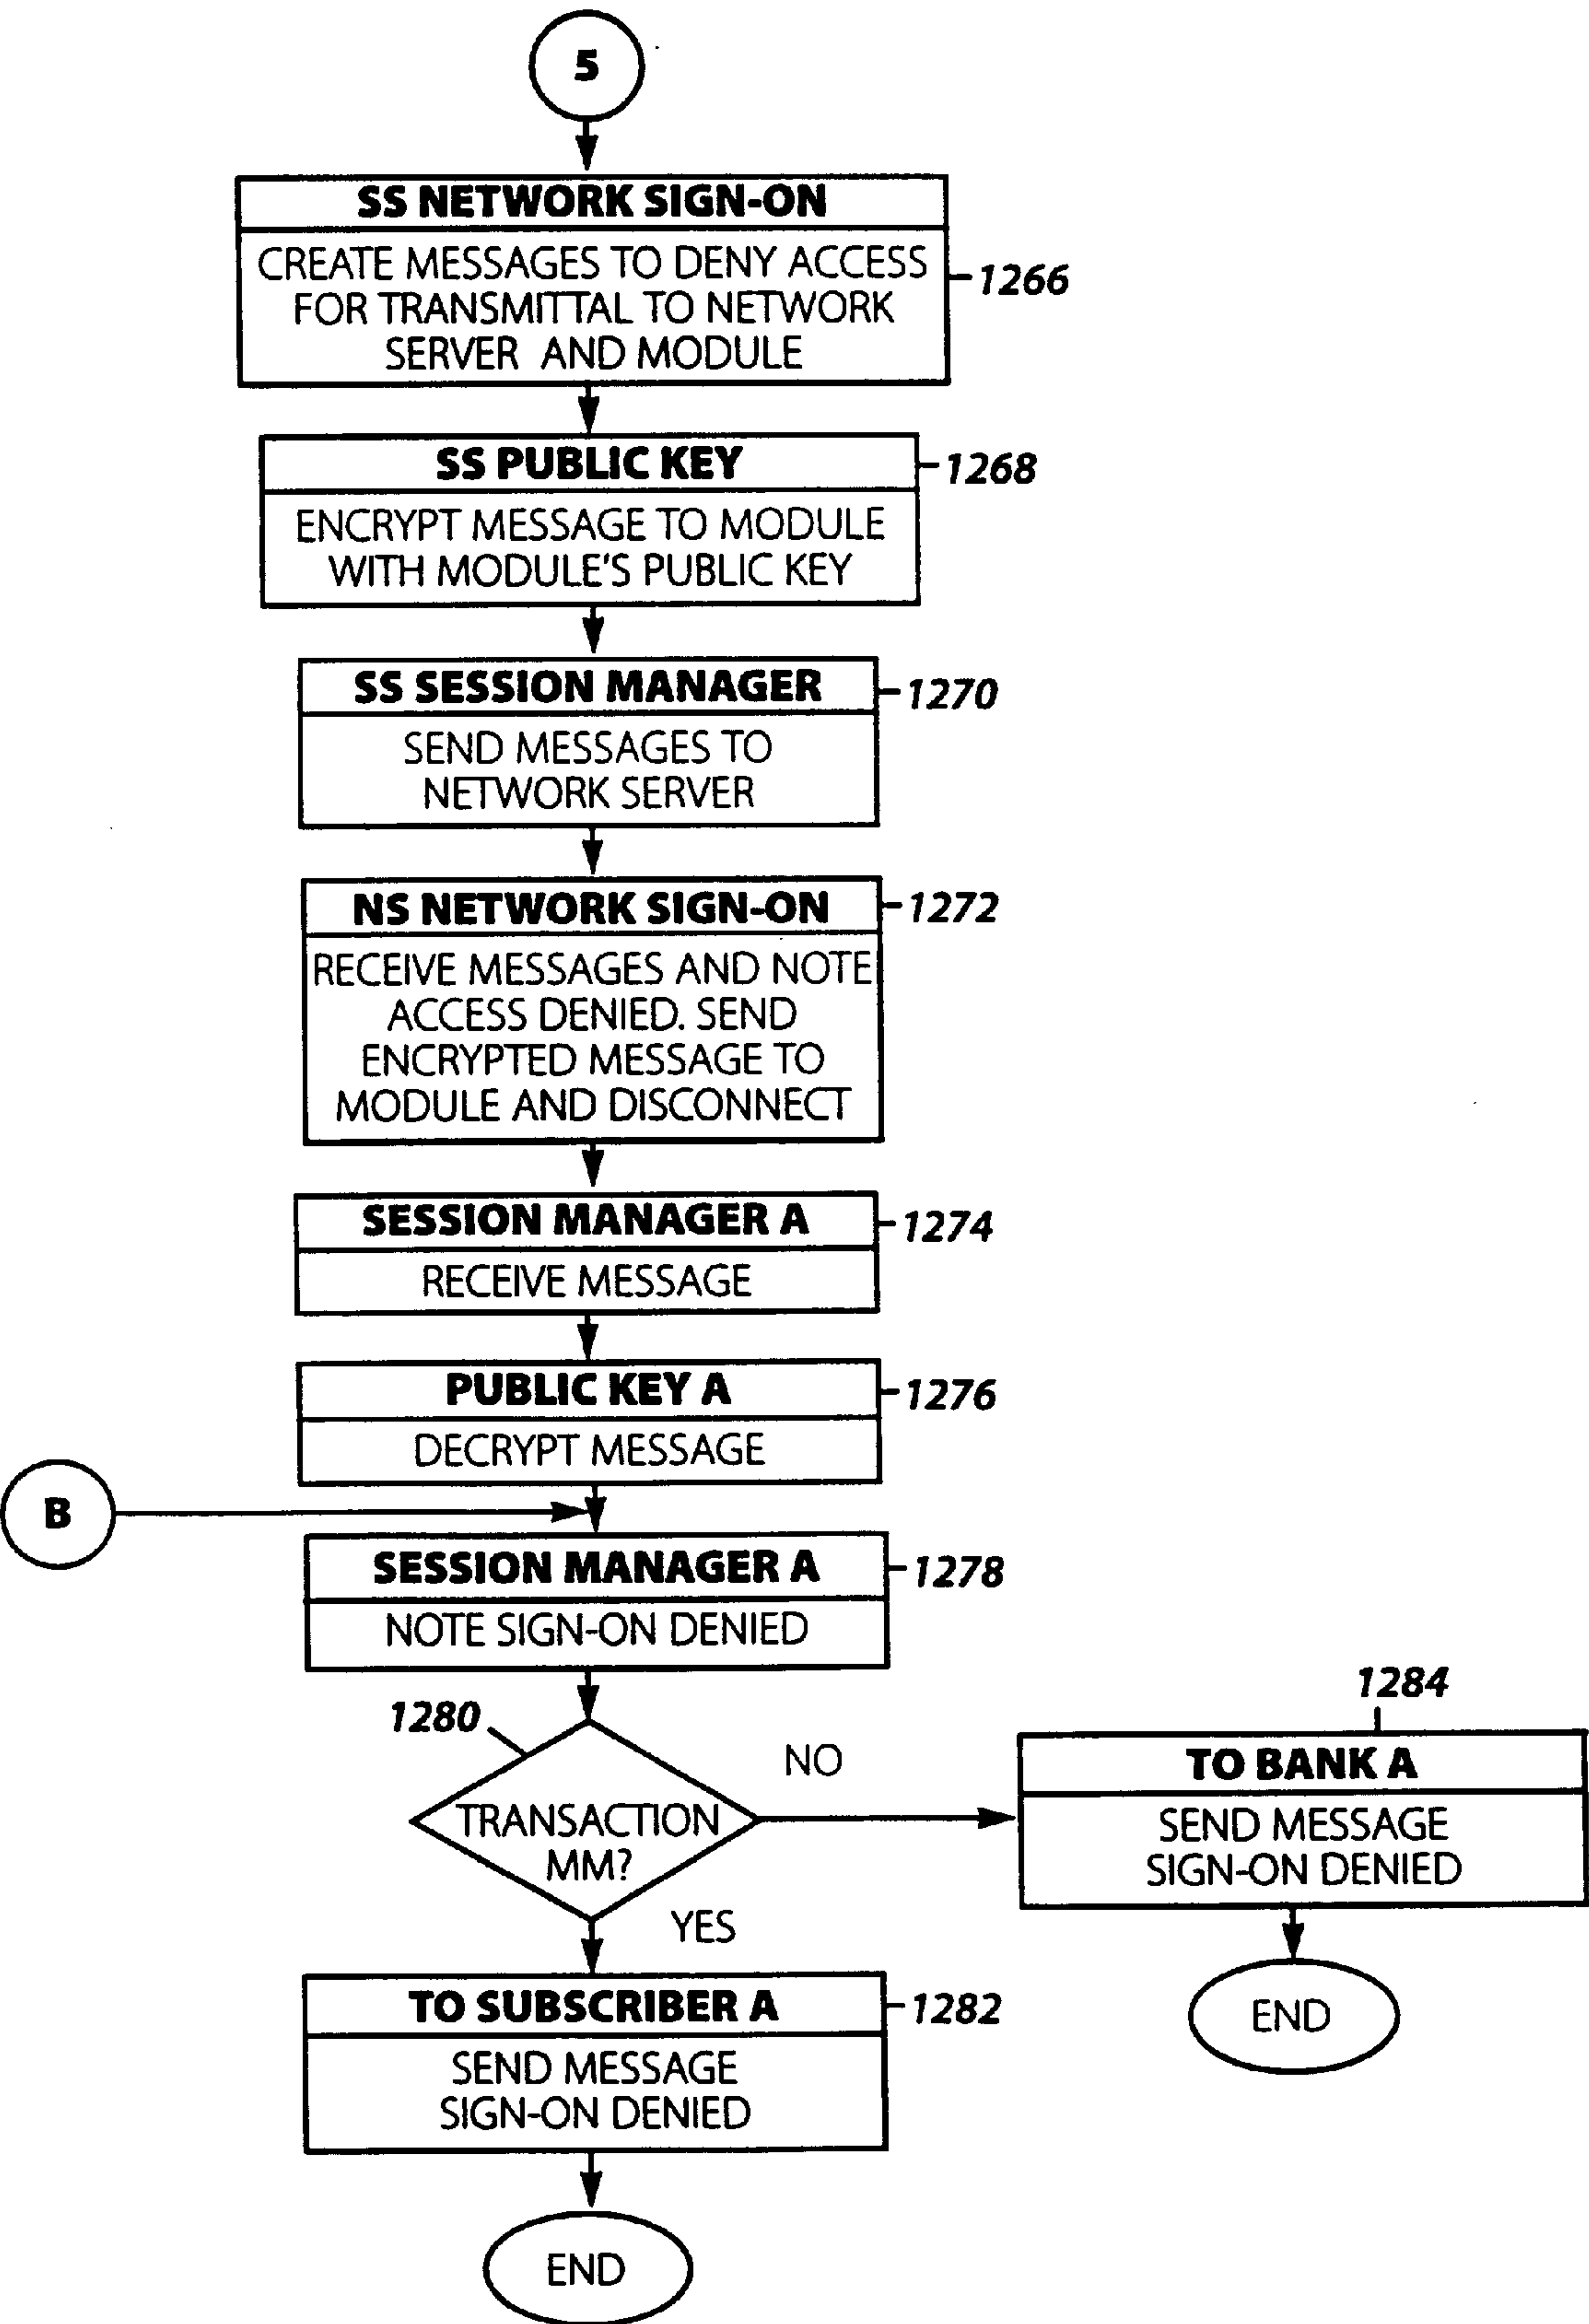 5
SS NETWORK SIGN-ON
CREATE MESSAGES TO DENY ACCESS
FOR TRANSMITTAL TO NETWORK
SERVER AND MODULE
1266
SS PUBLIC KEY
1268
ENCRYPT MESSAGE TO MODULE
WITH MODULE'S PUBLIC KEY
SS SESSION MANAGER
1270
SEND MESSAGES TO
NETWORK SERVER
NS NETWORK SIGN-ON
1272
RECEIVE MESSAGES AND NOTE
ACCESS DENIED. SEND
ENCRYPTED MESSAGE TO
MODULE AND DISCONNECT
SESSION MANAGER A
1274
RECEIVE MESSAGE
PUBLIC KEY A
1276
DECRYPT MESSAGE
B
SESSION MANAGER A
1278
NOTE SIGN-ON DENIED
1280
TRANSACTION
MM?
NO
1284
TO BANK A
SEND MESSAGE
SIGN-ON DENIED
END
YES
TO SUBSCRIBER A
1282
SEND MESSAGE
SIGN-ON DENIED
END